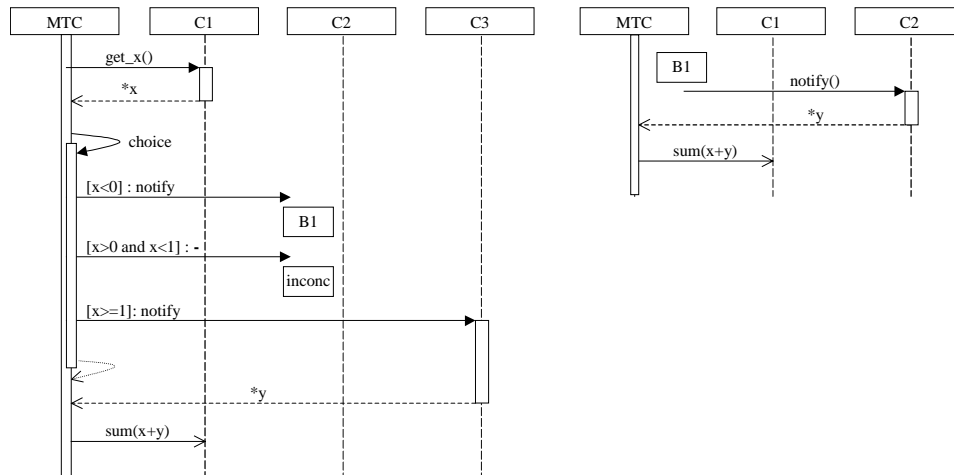 MTC C1 C2 C3
get_x()
*x
choice
[x<0] : notify
B1
[x>0 and x<1] : -
inconc
[x>=1]: notify
*y
sum(x+y)
MTC C1 C2
B1
notify()
*y
sum(x+y)